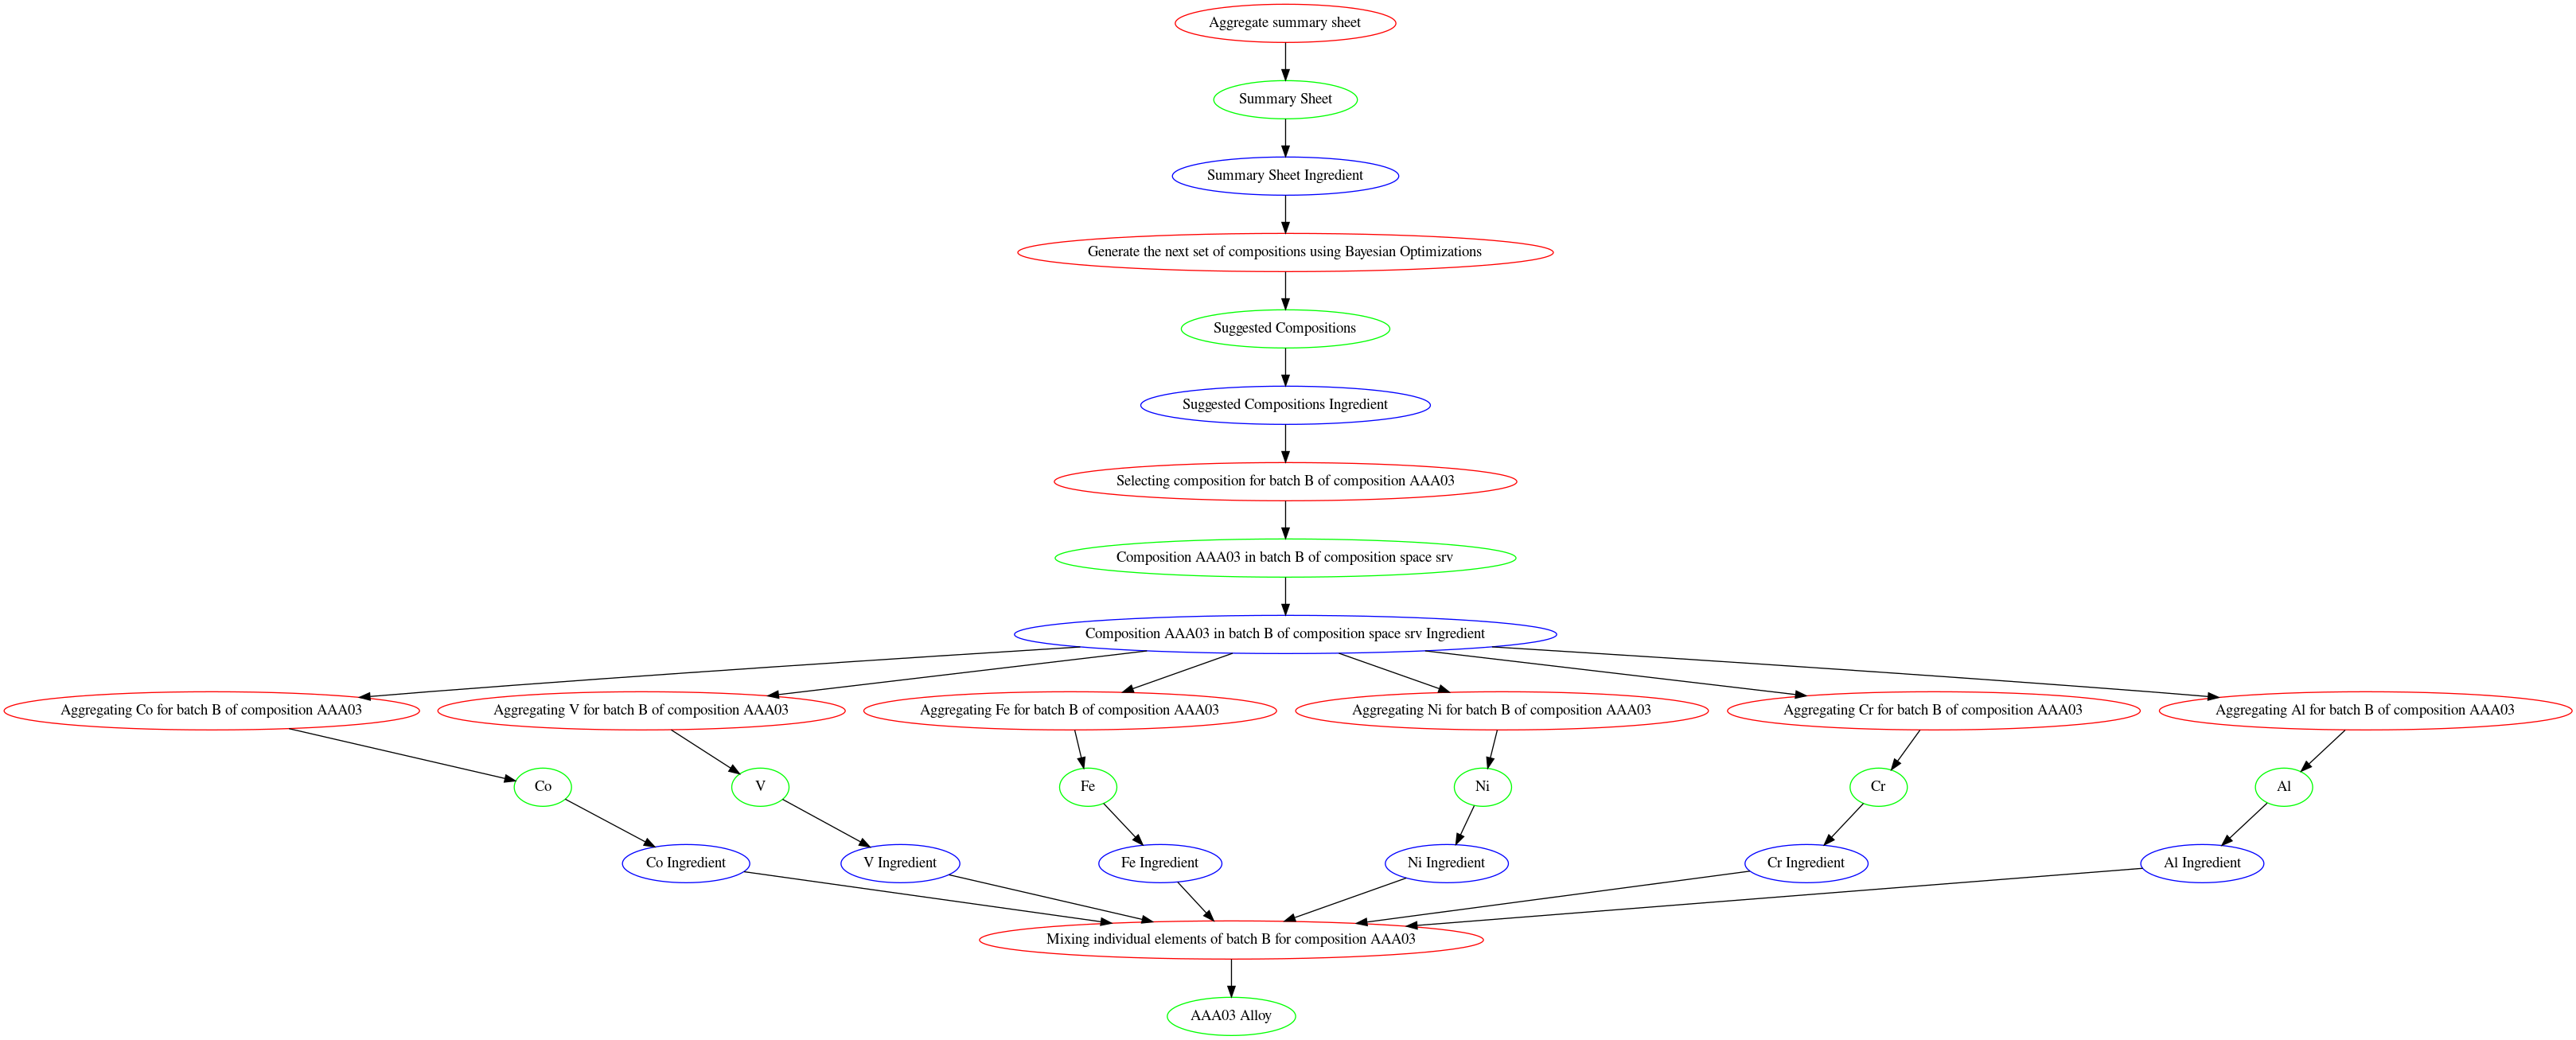 Aggregate summary sheet
Summary Sheet
Summary Sheet Ingredient
Generate the next set of compositions using Bayesian Optimizations
Suggested Compositions
Suggested Compositions Ingredient
Selecting composition for batch B of composition AAA03
Composition AAA03 in batch B of composition space srv
Composition AAA03 in batch B of composition space srv Ingredient
Aggregating Co for batch B of composition AAA03
Aggregating V for batch B of composition AAA03
Aggregating Fe for batch B of composition AAA03
Aggregating Ni for batch B of composition AAA03
Aggregating Cr for batch B of composition AAA03
Aggregating Al for batch B of composition AAA03
Co
V
Fe
Ni
Cr
Al
Co Ingredient
V Ingredient
Fe Ingredient
Ni Ingredient
Cr Ingredient
Al Ingredient
Mixing individual elements of batch B for composition AAA03
AAA03 Alloy